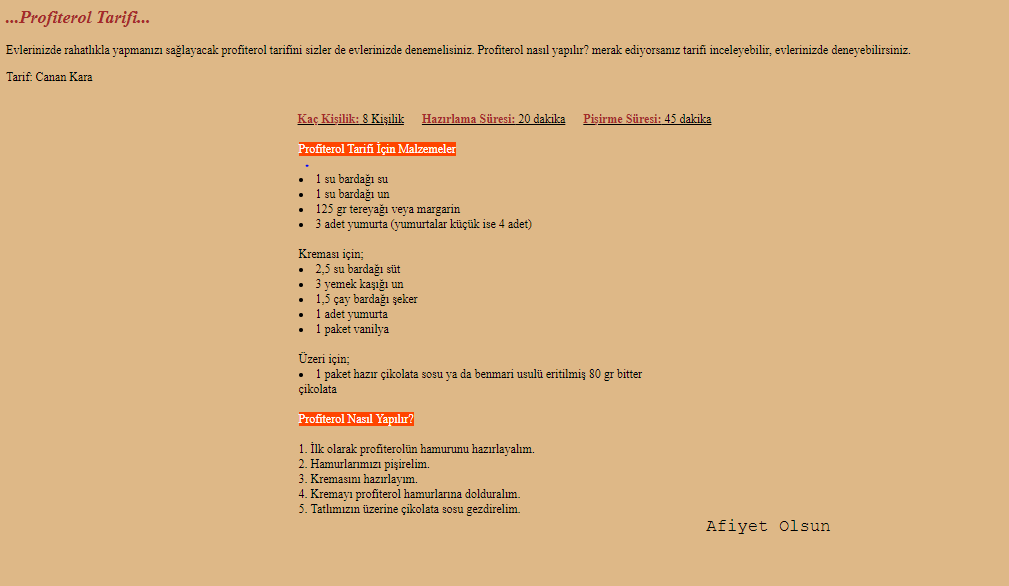 ...Profiterol Tarifi...
Evlerinizde rahatlıkla yapmanızı sağlayacak profiterol tarifini sizler de evlerinizde denemelisiniz. Profiterol nasıl yapılır? merak ediyorsanız tarifi inceleyebilir, evlerinizde deneyebilirsiniz.
Tarif: Canan Kara
Kaç Kişilik: 8 Kişilik Hazırlama Süresi: 20 dakika Pişirme Süresi: 45 dakika
Profiterol Tarifi İçin Malzemeler
• 1 su bardağı su
• 1 su bardağı un
• 125 gr tereyağı veya margarin
• 3 adet yumurta (yumurtalar küçük ise 4 adet)
Kreması için;
• 2,5 su bardağı süt
• 3 yemek kaşığı un
• 1,5 çay bardağı şeker
• 1 adet yumurta
• 1 paket vanilya
Üzeri için;
• 1 paket hazır çikolata sosu ya da benmari usulü eritilmiş 80 gr bitter
çikolata
Profiterol Nasıl Yapılır?
1. İlk olarak profiterolün hamurunu hazırlayalım.
2. Hamurlarımızı pişirelim.
3. Kremasını hazırlayım.
4. Kremayı profiterol hamurlarına dolduralım.
5. Tatlımızın üzerine çikolata sosu gezdirelim.
Afiyet Olsun